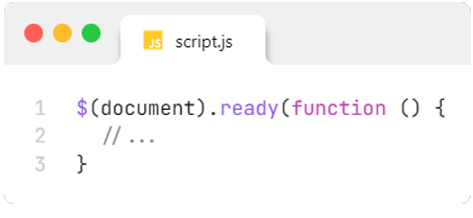 JS script.js
1 $(document).ready(function () {
2 //...
3 }